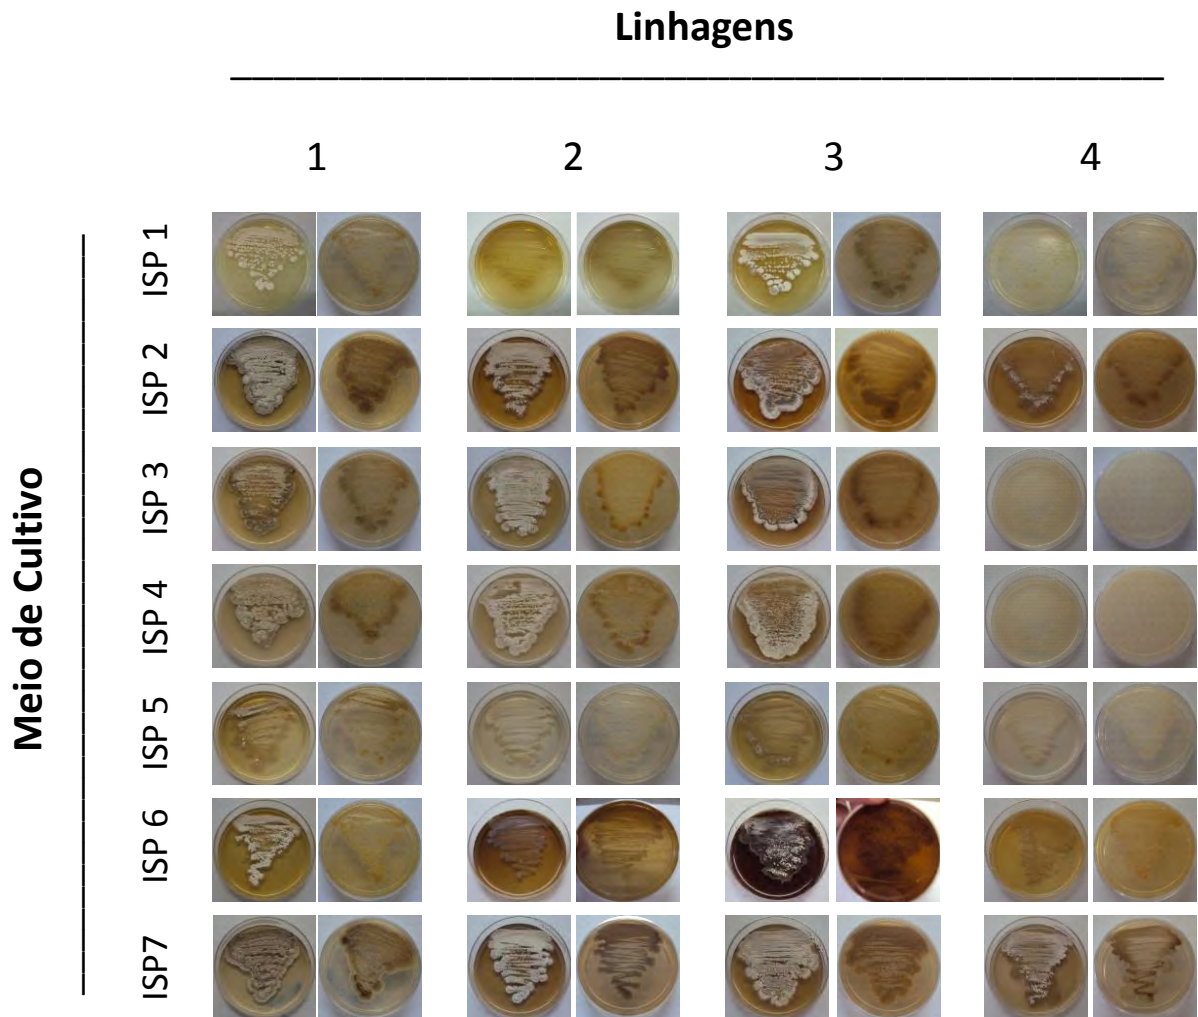 Linhagens
1 2 3 4
Meio de Cultivo
ISP 1
ISP 2
ISP 3
ISP 4
ISP 5
ISP 6
ISP7